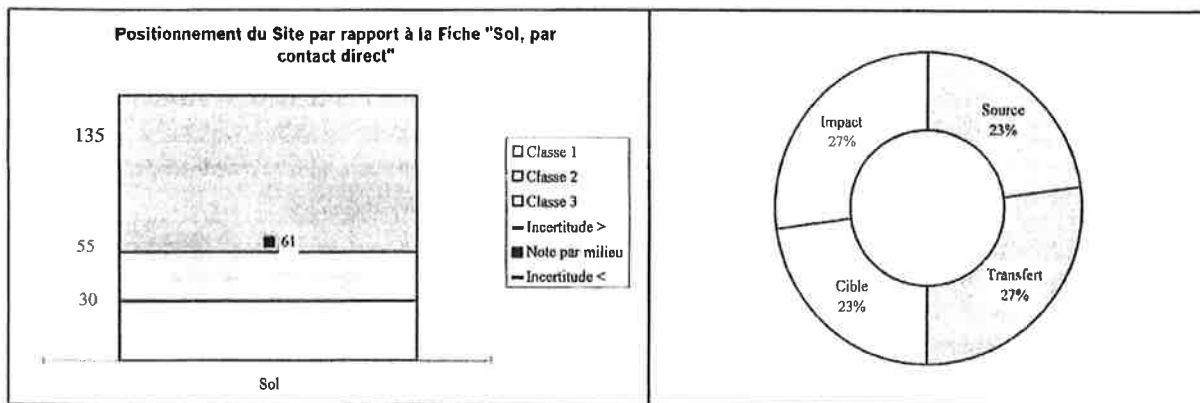 Positionnement du Site par rapport à la Fiche "Sol, par
contact direct"
135
55
30
61
Sol
Classe 1
Classe 2
Classe 3
Incertitude >
Note par milieu
Incertitude <
Impact
27%
Source
23%
Cible
23%
Transfert
27%